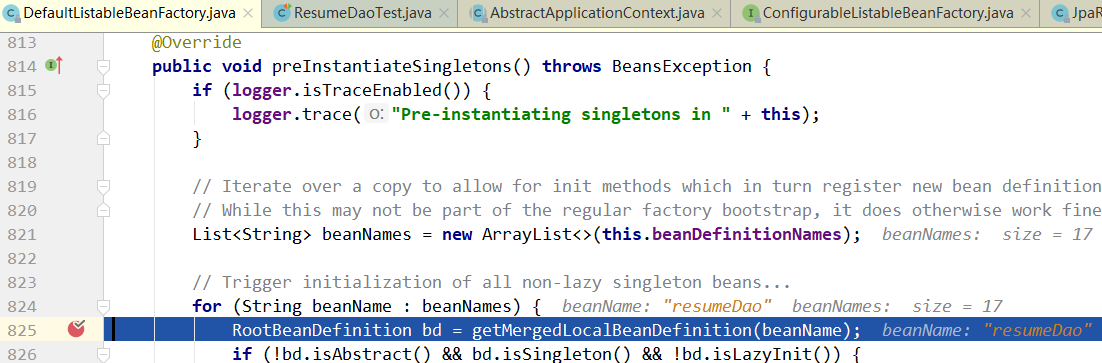 DefaultListableBeanFactory.java × ResumeDaoTest.java × AbstractApplicationContext.java × ConfigurableListableBeanFactory.java × JpaR
813 @Override
814 public void preInstantiateSingletons() throws BeansException {
815 if (logger.isTraceEnabled()) {
816 logger.trace( o: "Pre-instantiating singletons in " + this);
817 }
818
819 // Iterate over a copy to allow for init methods which in turn register new bean definition
820 // While this may not be part of the regular factory bootstrap, it does otherwise work fine
821 List<String> beanNames = new ArrayList<>(this.beanDefinitionNames); beanNames: size = 17
822
823 // Trigger initialization of all non-lazy singleton beans...
824 for (String beanName : beanNames) { beanName: "resumeDao" beanNames: size = 17
825 RootBeanDefinition bd = getMergedLocalBeanDefinition(beanName); beanName: "resumeDao"
826 if (!bd.isAbstract() && bd.isSingleton() && !bd.isLazyInit()) {